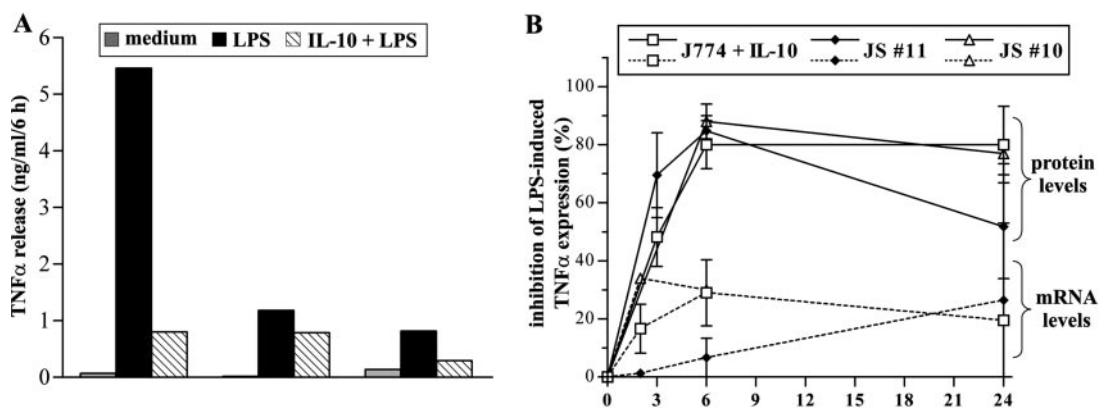 A
medium LPS IL-10 + LPS
TNFα release (ng/ml/6 h)
6
5
4
3
2
1
0
B
J774 + IL-10 JS #11 JS #10
JS #10
inhibition of LPS-induced
TNFα expression (%)
100
80
60
40
20
0
protein
levels
mRNA
levels
0 3 6 9 12 15 18 21 24